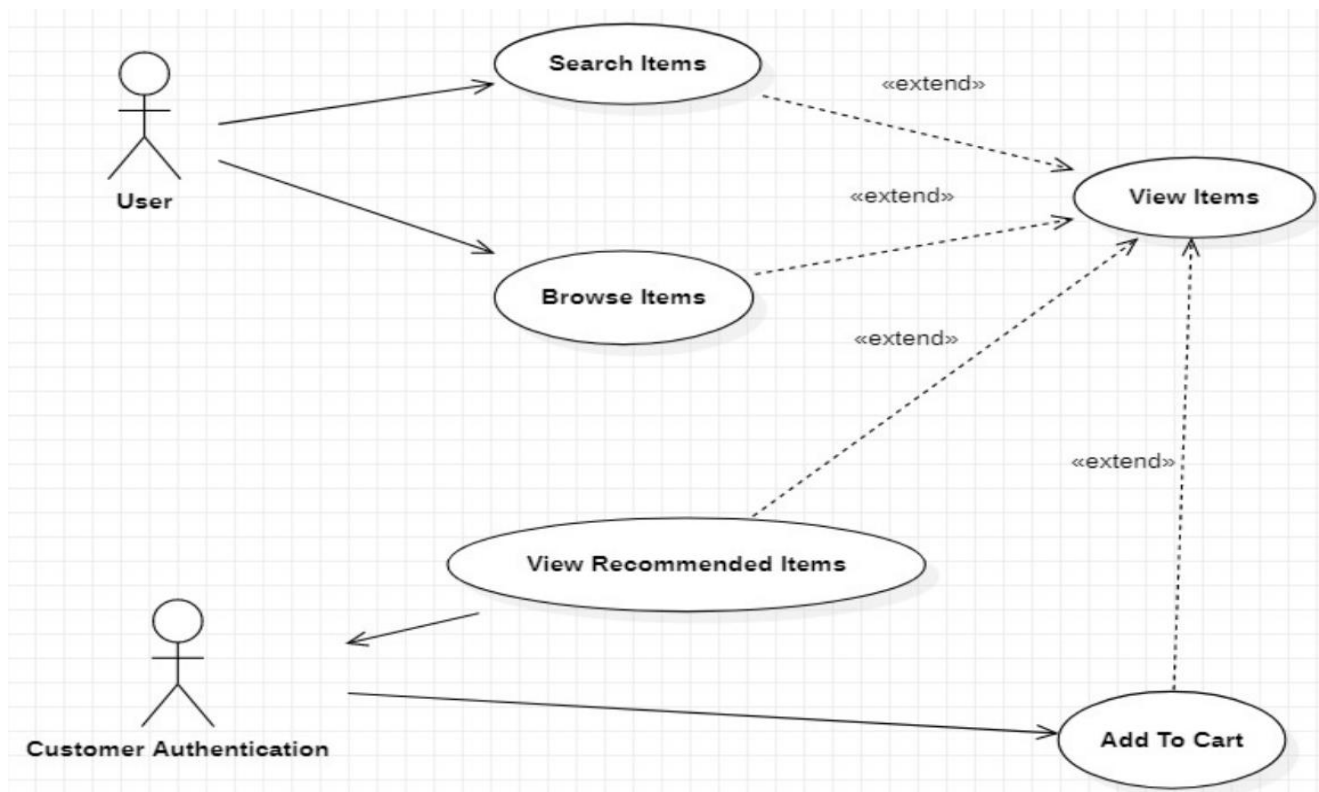 Search Items
«extend»
User
«extend»
View Items
Browse Items
«extend»
«extend»
View Recommended Items
Customer Authentication
Add To Cart